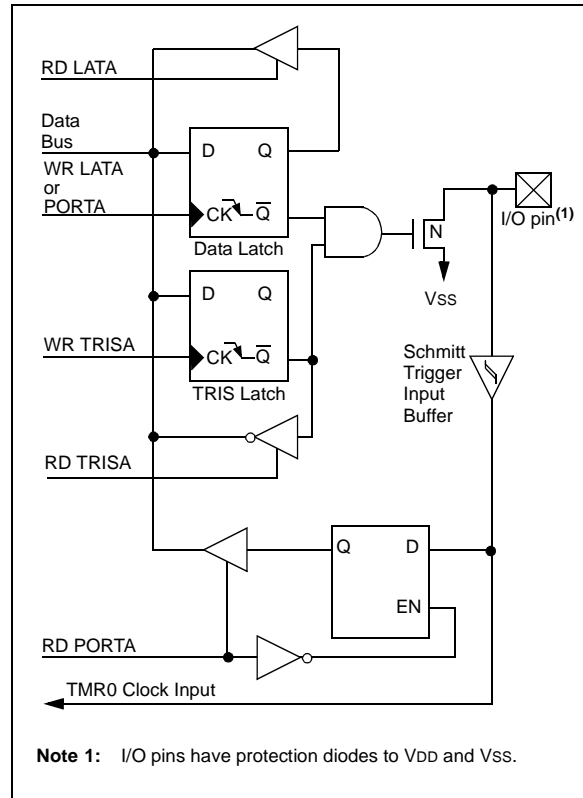 RD LATA
Data
Bus
WR LATA
or
PORTA
D Q
CK Q
Data Latch
N
I/O pin(1)
VSS
D Q
CK Q
WR TRISA
TRIS Latch
Schmitt
Trigger
Input
Buffer
RD TRISA
Q D
EN
RD PORTA
TMR0 Clock Input
Note 1: I/O pins have protection diodes to VDD and VSS.